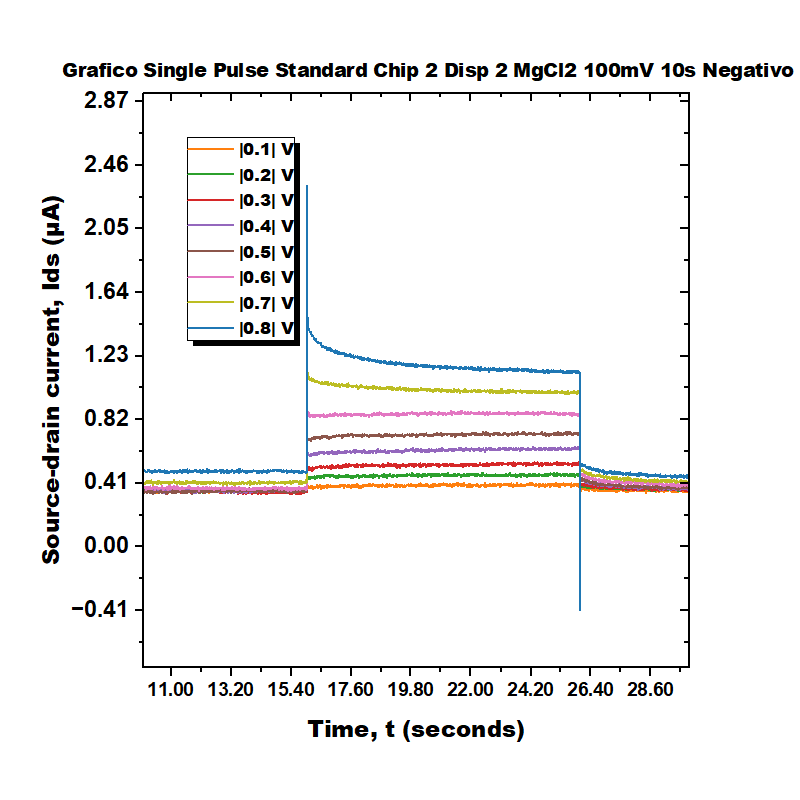 Grafico Single Pulse Standard Chip 2 Disp 2 MgCl2 100mV 10s Negativo
2.87
2.46
2.05
1.64
1.23
0.82
0.41
0.00
−0.41
Source-drain current, Ids (µA)
|0.1| V
|0.2| V
|0.3| V
|0.4| V
|0.5| V
|0.6| V
|0.7| V
|0.8| V
11.00 13.20 15.40 17.60 19.80 22.00 24.20 26.40 28.60
Time, t (seconds)